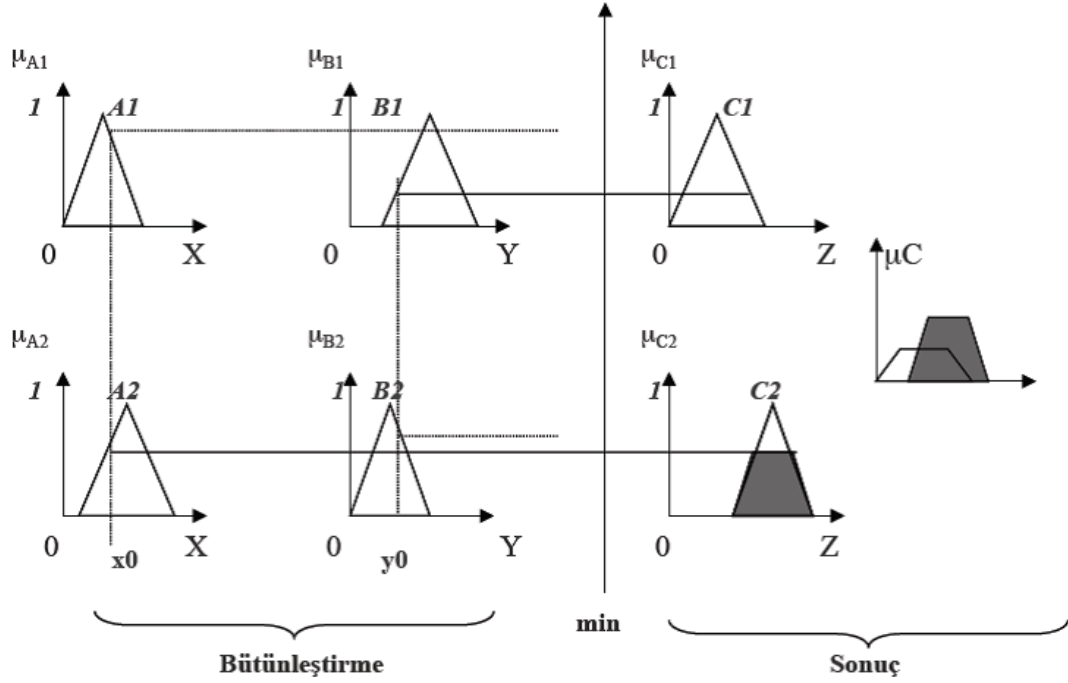 μA1 μB1 μC1
1 A1 1 B1 1 C1
0 X 0 Y 0 Z
μC
μA2 μB2 μC2
1 A2 1 B2 1 C2
0 X 0 Y 0 Z
x0 y0
min
Bütünleştirme Sonuç